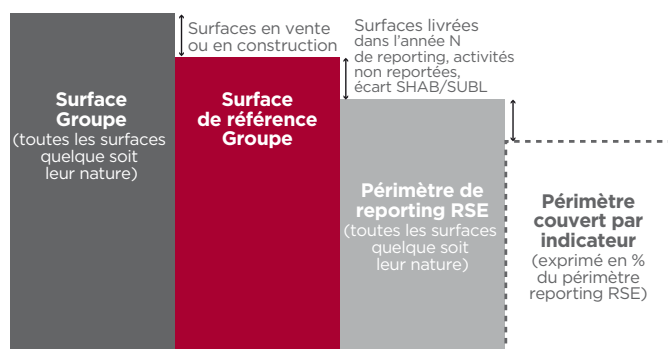 Surfaces en vente
ou en construction
Surfaces livrées
dans l'année N
de reporting, activités
non reportées,
écart SHAB/SUBL
Surface
Groupe
(toutes les surfaces
quelque soit
leur nature)
Surface
de référence
Groupe
Périmètre de
reporting RSE
(toutes les surfaces
quelque soit
leur nature)
Périmètre
couvert par
indicateur
(exprimé en %
du périmètre
reporting RSE)